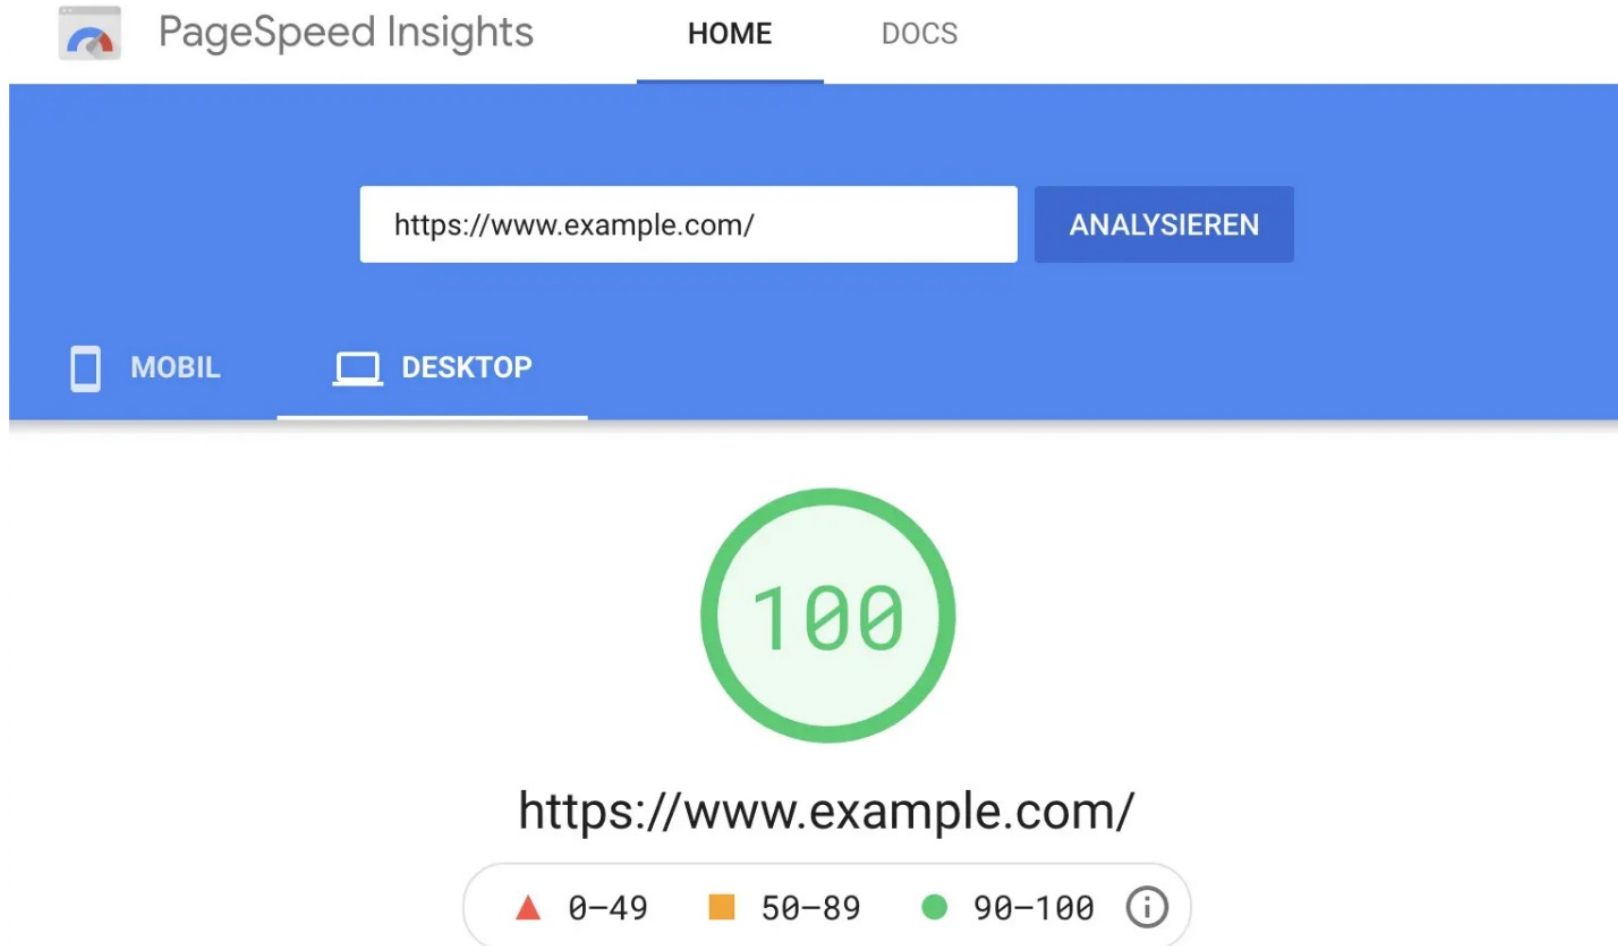 PageSpeed Insights HOME DOCS
https://www.example.com/ ANALYSIEREN
MOBIL DESKTOP
100
https://www.example.com/
0–49 50–89 90–100